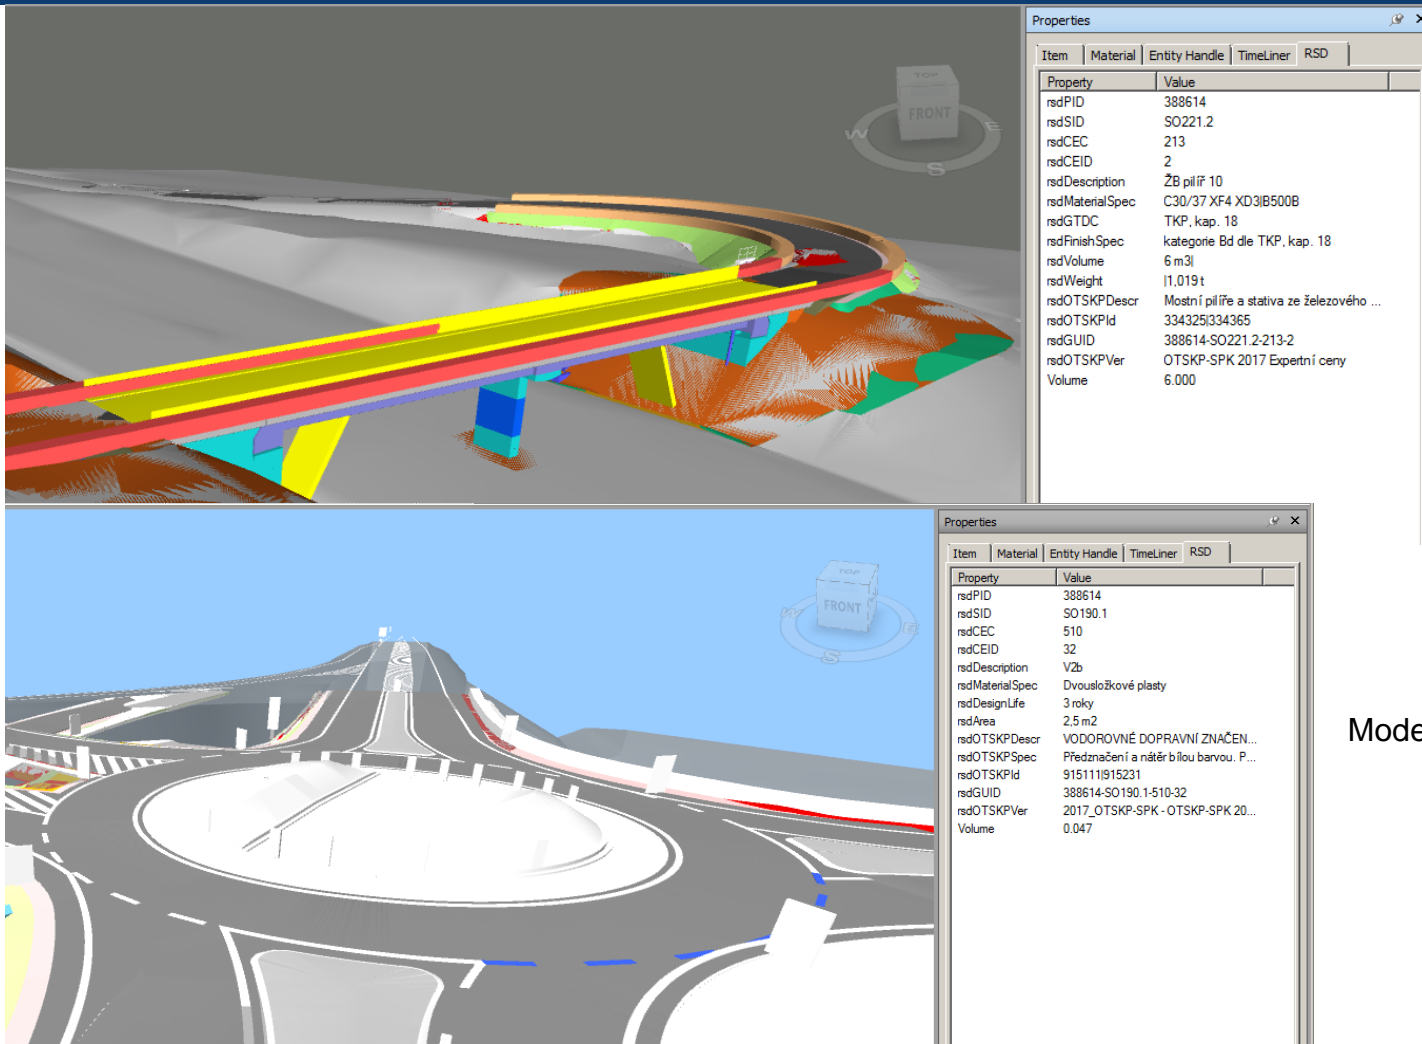 Properties
Item Material Entity Handle TimeLiner RSD
Property Value
rsdPID 388614
rsdSID SO221.2
rsdCEC 213
rsdCEID 2
rsdDescription ŽB pilíř 10
rsdMaterialSpec C30/37 XF4 XD3|B500B
rsdGTDC TKP, kap. 18
rsdFinishSpec kategorie Bd dle TKP, kap. 18
rsdVolume 6 m3|
rsdWeight |1,019 t
rsdOTSKPDescr Mostní pilíře a stativa ze železového ...
rsdOTSKPId 334325|334365
rsdGUID 388614-SO221.2-213-2
rsdOTSKPVer OTSKP-SPK 2017 Expertní ceny
Volume 6.000
TOP
FRONT
W
E
S
Properties
Item Material Entity Handle TimeLiner RSD
Property Value
rsdPID 388614
rsdSID SO190.1
rsdCEC 510
rsdCEID 32
rsdDescription V2b
rsdMaterialSpec Dvousložkové plasty
rsdDesignLife 3 roky
rsdArea 2,5 m2
rsdOTSKPDescr VODOROVNÉ DOPRAVNÍ ZNAČEN...
rsdOTSKPSpec Předznačení a nátěr bílou barvou. P...
rsdOTSKPId 915111|915231
rsdGUID 388614-SO190.1-510-32
rsdOTSKPVer 2017_OTSKP-SPK - OTSKP-SPK 20...
Volume 0.047
TOP
FRONT
W
E
S
Mode